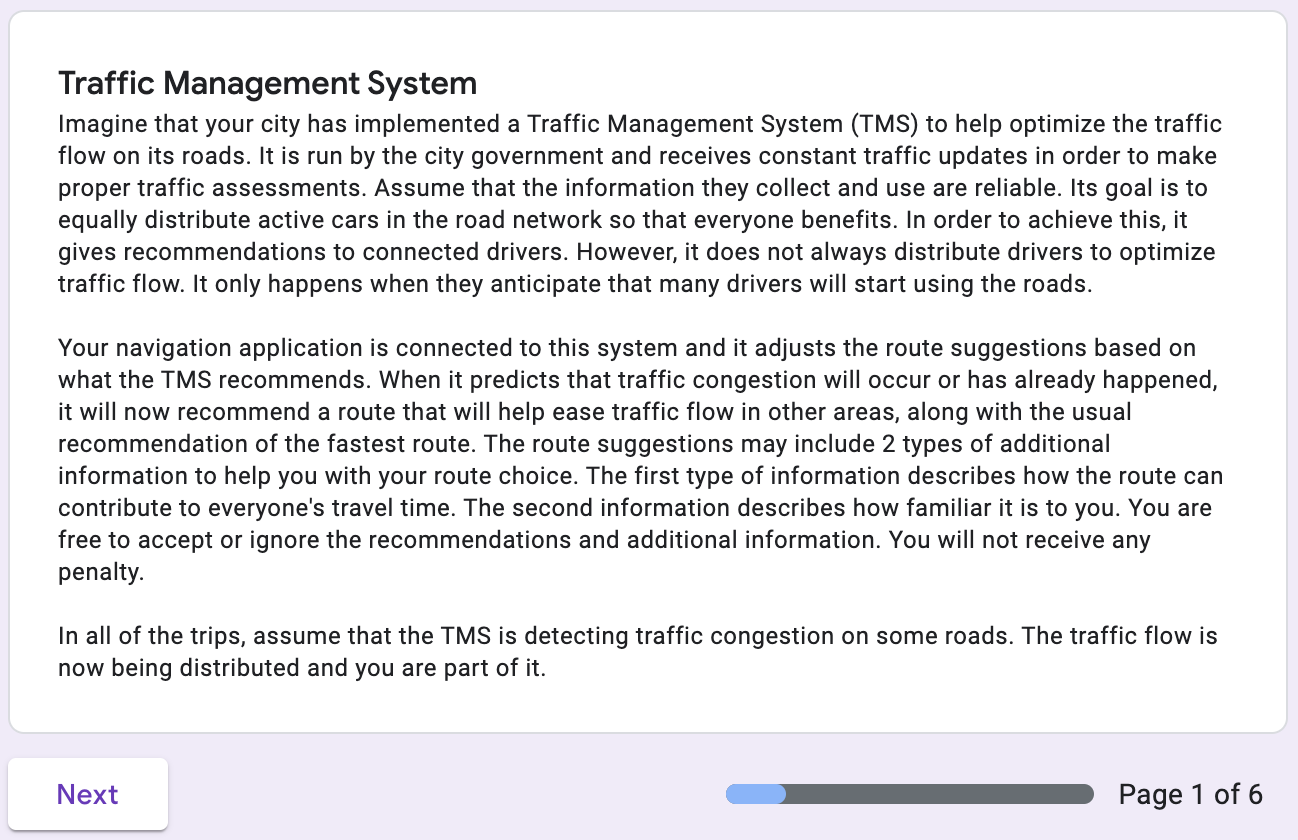 Traffic Management System
Imagine that your city has implemented a Traffic Management System (TMS) to help optimize the traffic
flow on its roads. It is run by the city government and receives constant traffic updates in order to make
proper traffic assessments. Assume that the information they collect and use are reliable. Its goal is to
equally distribute active cars in the road network so that everyone benefits. In order to achieve this, it
gives recommendations to connected drivers. However, it does not always distribute drivers to optimize
traffic flow. It only happens when they anticipate that many drivers will start using the roads.
Your navigation application is connected to this system and it adjusts the route suggestions based on
what the TMS recommends. When it predicts that traffic congestion will occur or has already happened,
it will now recommend a route that will help ease traffic flow in other areas, along with the usual
recommendation of the fastest route. The route suggestions may include 2 types of additional
information to help you with your route choice. The first type of information describes how the route can
contribute to everyone's travel time. The second information describes how familiar it is to you. You are
free to accept or ignore the recommendations and additional information. You will not receive any
penalty.
In all of the trips, assume that the TMS is detecting traffic congestion on some roads. The traffic flow is
now being distributed and you are part of it.
Next
Page 1 of 6